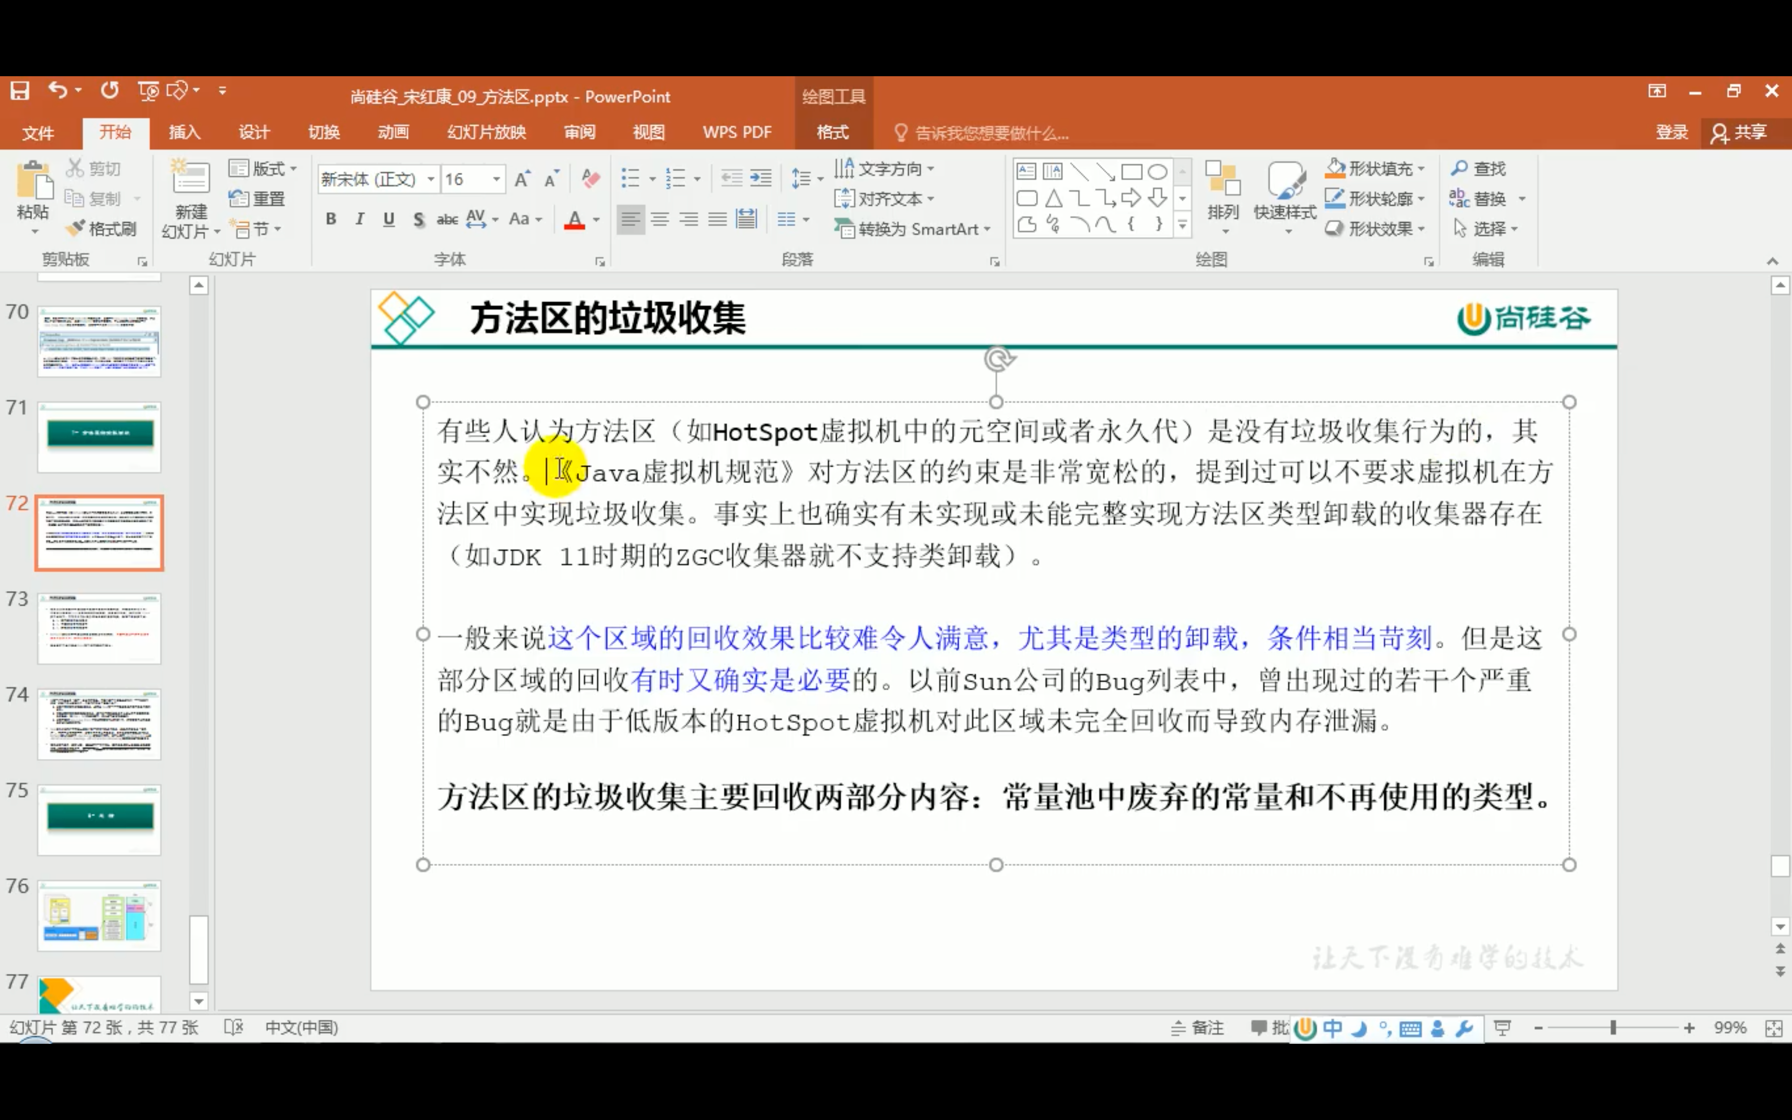 尚硅谷_宋红康_09_方法区.pptx - PowerPoint
绘图工具
文件 开始 插入 设计 切换 动画 幻灯片放映 审阅 视图 WPS PDF 格式 告诉我您想要做什么... 登录 共享
粘贴 剪切 复制 格式刷
新建幻灯片 版式 重置 节
新宋体 (正文) 16
B I U S abc AV Aa A
文字方向 对齐文本 转换为 SmartArt
排列 快速样式 形状填充 形状轮廓 形状效果
查找 替换 选择
剪贴板 幻灯片 字体 段落 绘图 编辑
70
71
72
73
74
75
76
77
方法区的垃圾收集
尚硅谷
有些人认为方法区（如HotSpot虚拟机中的元空间或者永久代）是没有垃圾收集行为的，其
实不然。《Java虚拟机规范》对方法区的约束是非常宽松的，提到过可以不要求虚拟机在方
法区中实现垃圾收集。事实上也确实有未实现或未能完整实现方法区类型卸载的收集器存在
（如JDK 11时期的ZGC收集器就不支持类卸载）。
一般来说这个区域的回收效果比较难令人满意，尤其是类型的卸载，条件相当苛刻。但是这
部分区域的回收有时又确实是必要的。以前Sun公司的Bug列表中，曾出现过的若干个严重
的Bug就是由于低版本的HotSpot虚拟机对此区域未完全回收而导致内存泄漏。
方法区的垃圾收集主要回收两部分内容：常量池中废弃的常量和不再使用的类型。
让天下没有难学的技术
幻灯片 第 72 张，共 77 张 中文(中国) 备注 批 中 99%